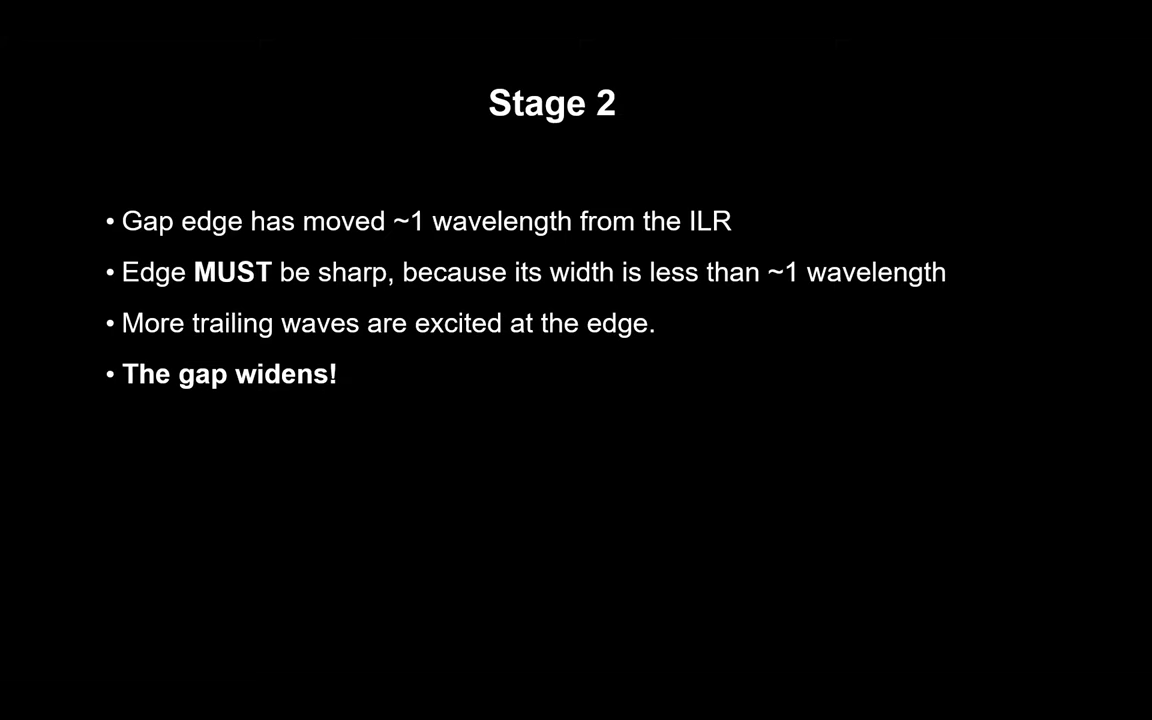 Stage 2
• Gap edge has moved ~1 wavelength from the ILR
• Edge MUST be sharp, because its width is less than ~1 wavelength
• More trailing waves are excited at the edge.
• The gap widens!